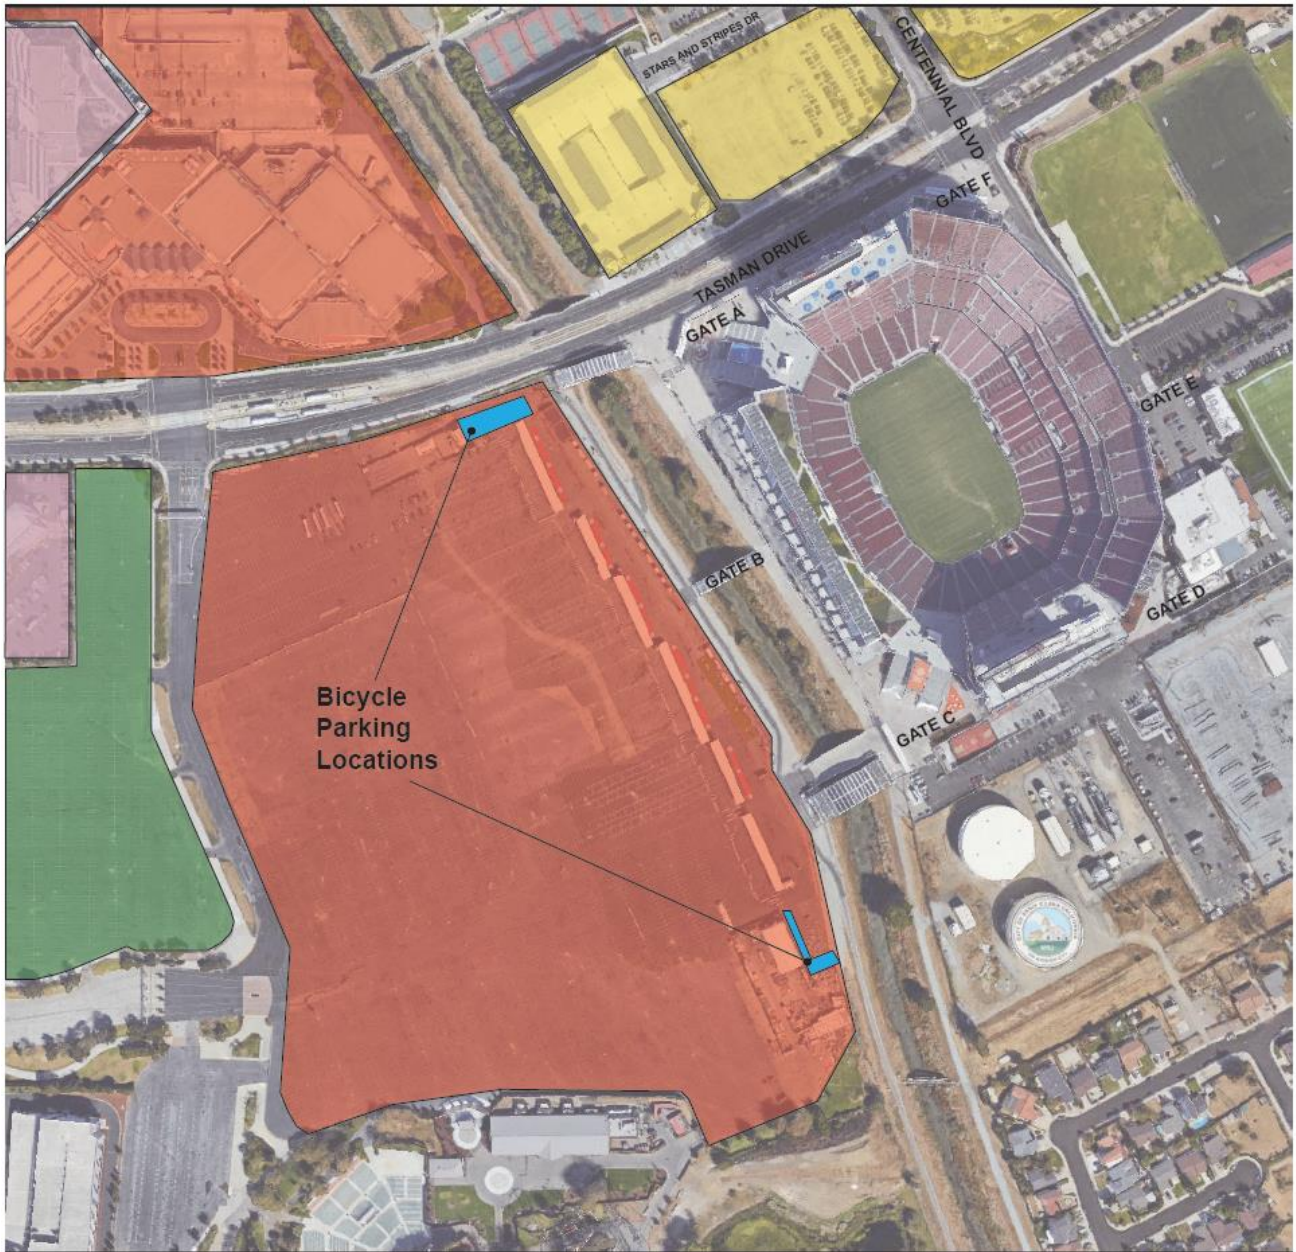 STARS AND STRIPES DR
CENTENNIAL BLVD
GATE F
TASMAN DRIVE
GATE A
GATE E
GATE B
GATE D
Bicycle
Parking
Locations
GATE C